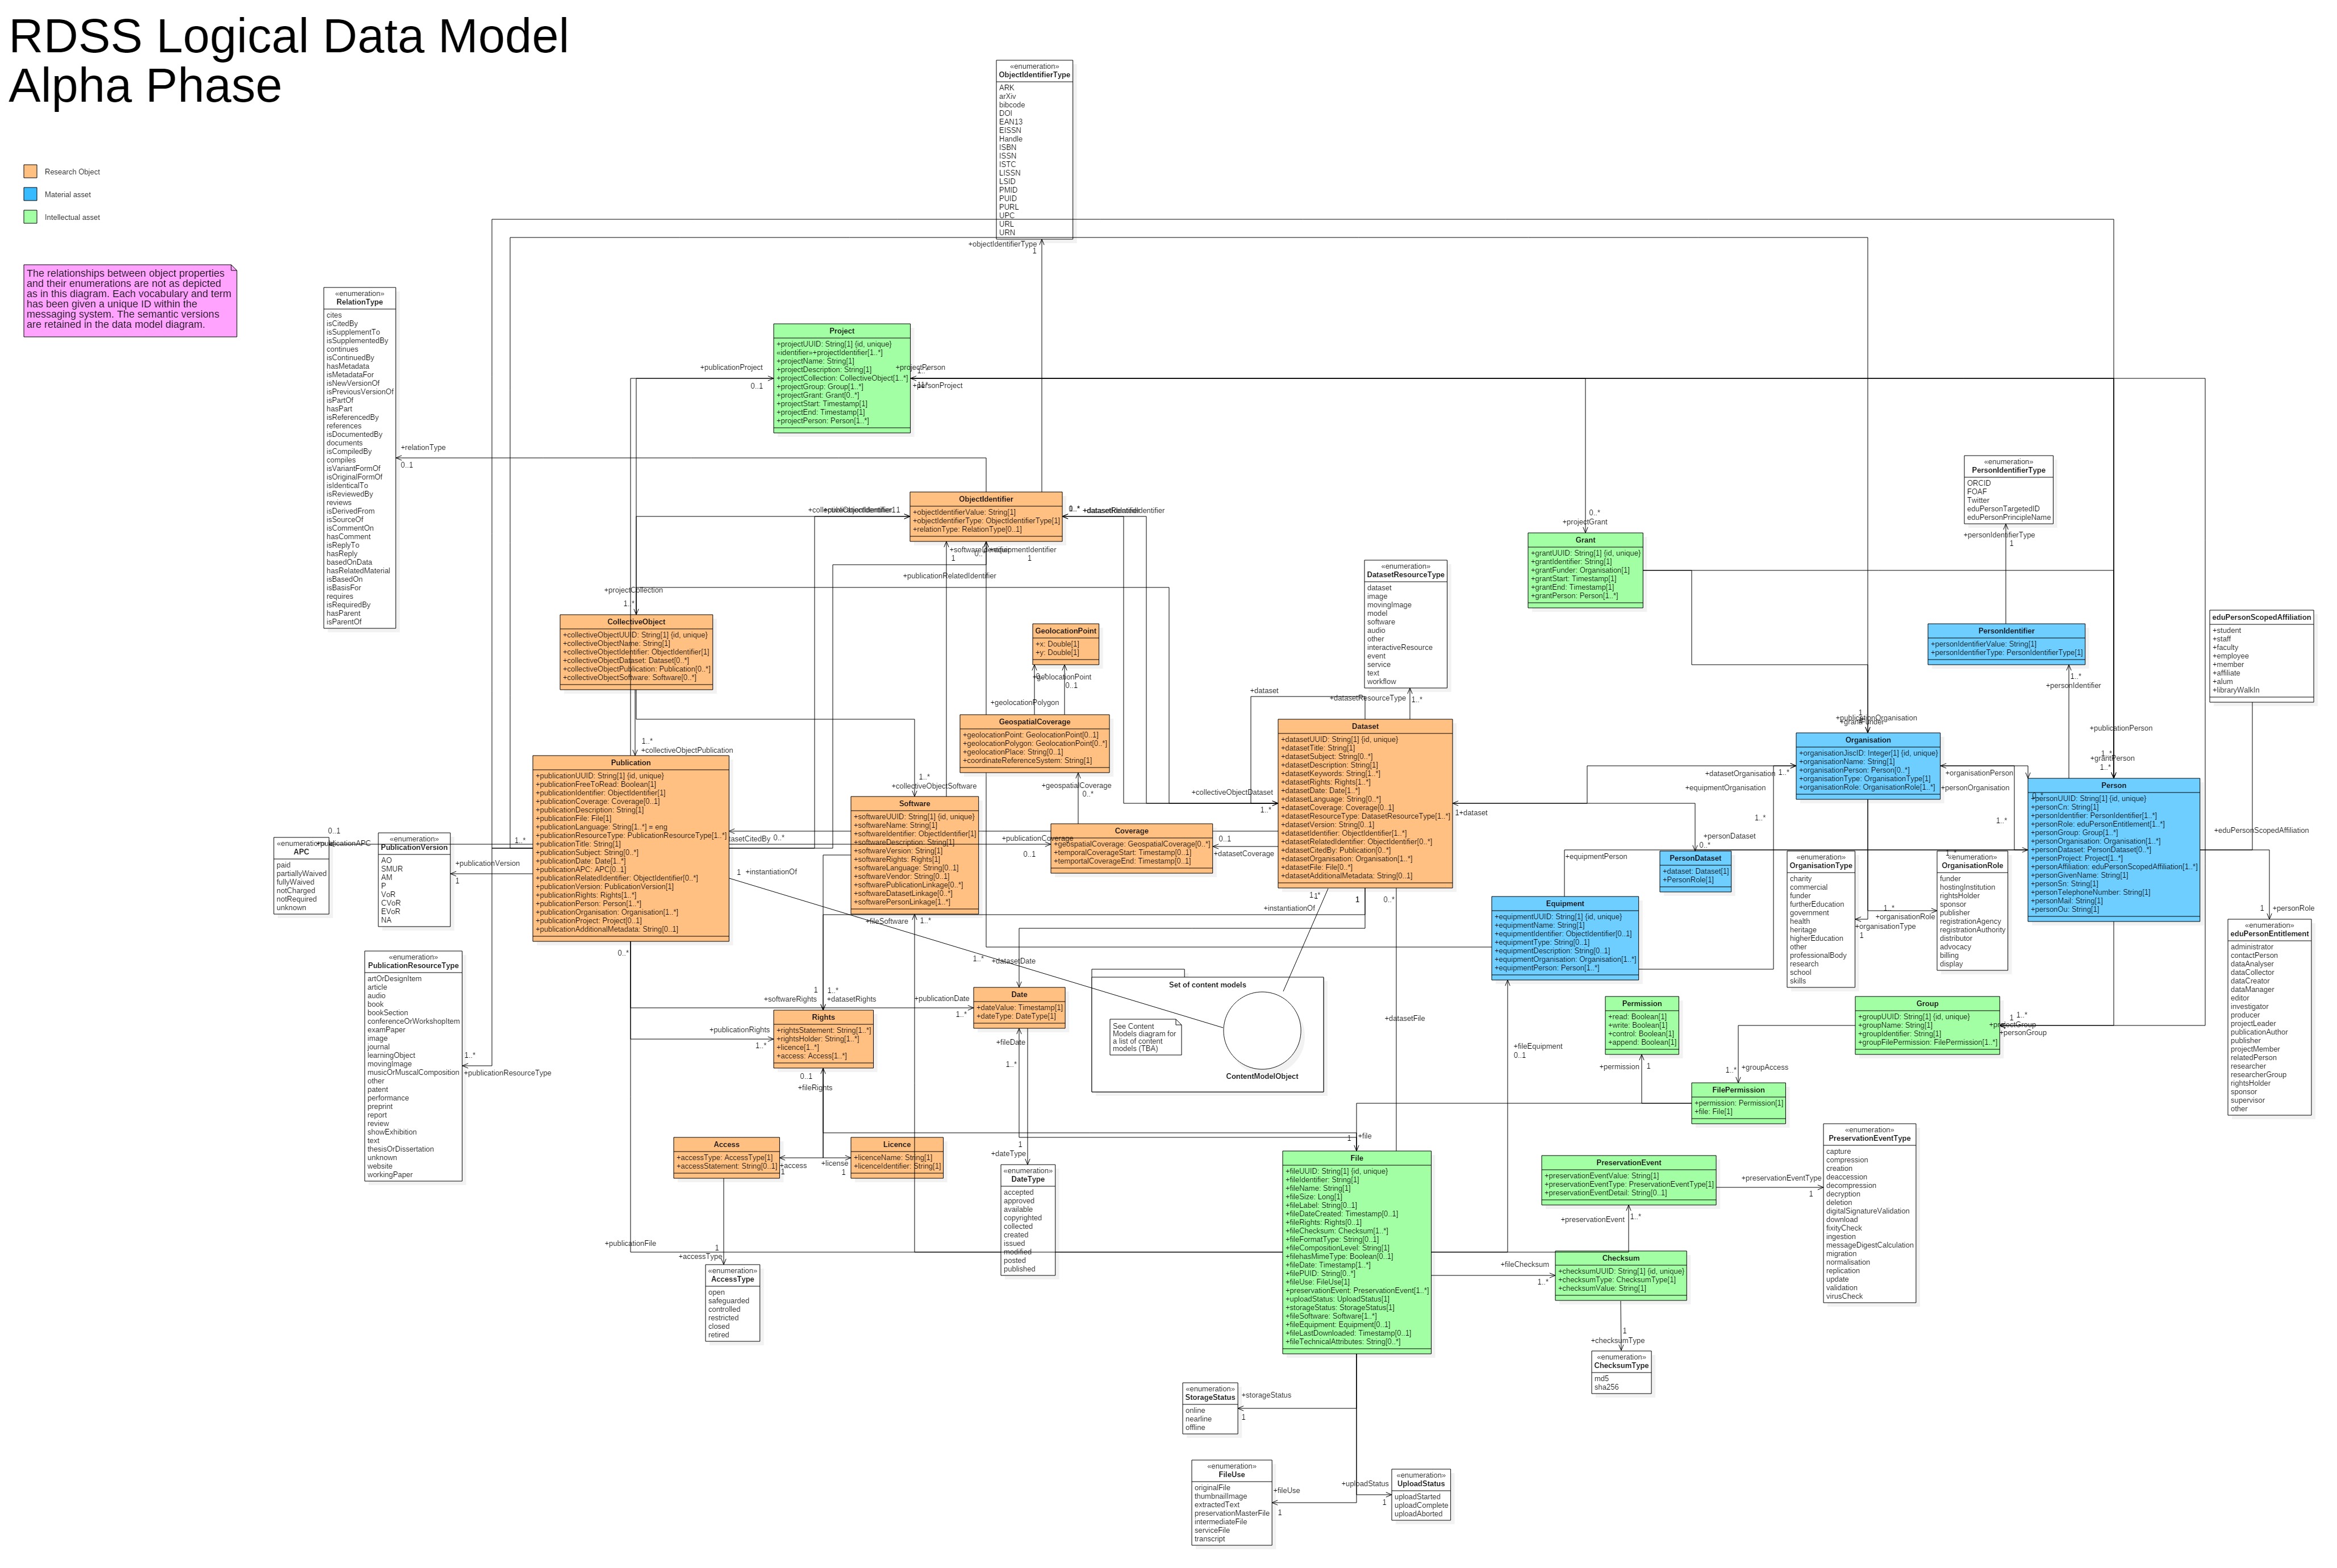 RDSS Logical Data Model
Alpha Phase
Research Object
Material asset
Intellectual asset
The relationships between object properties
and their enumerations are not as depicted
as in this diagram. Each vocabulary and term
has been given a unique ID within the
messaging system. The semantic versions
are retained in the data model diagram.
«enumeration»
ObjectIdentifierType
ARK
arXiv
bibcode
DOI
EAN13
EISSN
Handle
ISBN
ISSN
ISTC
LISSN
LSID
PMID
PUID
PURL
UPC
URL
URN
+objectIdentifierType
1
«enumeration»
RelationType
cites
isCitedBy
isSupplementTo
isSupplementedBy
continues
isContinuedBy
hasMetadata
isMetadataFor
isNewVersionOf
isPreviousVersionOf
isPartOf
hasPart
isReferencedBy
references
isDocumentedBy
documents
isCompiledBy
compiles
isVariantFormOf
isOriginalFormOf
isIdenticalTo
isReviewedBy
reviews
isDerivedFrom
isSourceOf
isCommentOn
hasComment
isReplyTo
hasReply
basedOnData
hasRelatedMaterial
isBasedOn
isBasisFor
requires
isRequiredBy
hasParent
isParentOf
+relationType
0..1
Project
+projectUUID: String[1] {id, unique}
«identifier»+projectIdentifier[1..*]
+projectName: String[1]
+projectDescription: String[1]
+projectCollection: CollectiveObject[1..*]
+projectGroup: Group[1..*]
+projectGrant: Grant[0..*]
+projectStart: Timestamp[1]
+projectEnd: Timestamp[1]
+projectPerson: Person[1..*]
+publicationProject
0..1
+projectPerson
+personProject
ObjectIdentifier
+objectIdentifierValue: String[1]
+objectIdentifierType: ObjectIdentifierType[1]
+relationType: RelationType[0..1]
+softwareIdentifier
1
+equipmentIdentifier
1
+publicationRelatedIdentifier
+projectCollection
1..*
CollectiveObject
+collectiveObjectUUID: String[1] {id, unique}
+collectiveObjectName: String[1]
+collectiveObjectIdentifier: ObjectIdentifier[1]
+collectiveObjectDataset: Dataset[0..*]
+collectiveObjectPublication: Publication[0..*]
+collectiveObjectSoftware: Software[0..*]
1..*
+collectiveObjectPublication
GeolocationPoint
+x: Double[1]
+y: Double[1]
+geolocationPoint
0..1
+geolocationPolygon
GeospatialCoverage
+geolocationPoint: GeolocationPoint[0..1]
+geolocationPolygon: GeolocationPoint[0..*]
+geolocationPlace: String[0..1]
+coordinateReferenceSystem: String[1]
+geospatialCoverage
0..*
«enumeration»
DatasetResourceType
dataset
image
movingImage
model
software
audio
other
interactiveResource
event
service
text
workflow
+dataset
+datasetResourceType
1..*
+projectGrant
0..*
Grant
+grantUUID: String[1] {id, unique}
+grantIdentifier: String[1]
+grantFunder: Organisation[1]
+grantStart: Timestamp[1]
+grantEnd: Timestamp[1]
+grantPerson: Person[1..*]
«enumeration»
PersonIdentifierType
ORCID
FOAF
Twitter
eduPersonTargetedID
eduPersonPrincipleName
+personIdentifierType
1
PersonIdentifier
+personIdentifierValue: String[1]
+personIdentifierType: PersonIdentifierType[1]
1..*
+personIdentifier
eduPersonScopedAffiliation
+student
+staff
+faculty
+employee
+member
+affiliate
+alum
+libraryWalkIn
+eduPersonScopedAffiliation
+publicationOrganisation
+grantFunder
+publicationPerson
+grantPerson
1..*
Publication
+publicationUUID: String[1] {id, unique}
+publicationFreeToRead: Boolean[1]
+publicationIdentifier: ObjectIdentifier[1]
+publicationCoverage: Coverage[0..1]
+publicationDescription: String[1]
+publicationFile: File[1]
+publicationLanguage: String[1..*] = eng
+publicationResourceType: PublicationResourceType[1..*]
+publicationTitle: String[1]
+publicationSubject: String[0..*]
+publicationDate: Date[1..*]
+publicationAPC: APC[0..1]
+publicationRelatedIdentifier: ObjectIdentifier[0..*]
+publicationVersion: PublicationVersion[1]
+publicationRights: Rights[1..*]
+publicationPerson: Person[1..*]
+publicationOrganisation: Organisation[1..*]
+publicationProject: Project[0..1]
+publicationAdditionalMetadata: String[0..1]
1..*
+collectiveObjectSoftware
Software
+softwareUUID: String[1] {id, unique}
+softwareName: String[1]
+softwareIdentifier: ObjectIdentifier[1]
+softwareDescription: String[1]
+softwareVersion: String[1]
+softwareRights: Rights[1]
+softwareLanguage: String[0..1]
+softwareVendor: String[0..1]
+softwarePublicationLinkage[0..*]
+softwareDatasetLinkage[0..*]
+softwarePersonLinkage[1..*]
Coverage
+geospatialCoverage: GeospatialCoverage[0..*]
+temporalCoverageStart: Timestamp[0..1]
+temportalCoverageEnd: Timestamp[0..1]
+publicationCoverage
0..1
0..1
+datasetCoverage
+collectiveObjectDataset
1..*
Dataset
+datasetUUID: String[1] {id, unique}
+datasetTitle: String[1]
+datasetSubject: String[0..*]
+datasetDescription: String[1]
+datasetKeywords: String[1..*]
+datasetRights: Rights[1..*]
+datasetDate: Date[1..*]
+datasetLanguage: String[0..*]
+datasetCoverage: Coverage[0..1]
+datasetResourceType: DatasetResourceType[1..*]
+datasetVersion: String[0..1]
+datasetIdentifier: ObjectIdentifier[1..*]
+datasetRelatedIdentifier: ObjectIdentifier[0..*]
+datasetCitedBy: Publication[0..*]
+datasetOrganisation: Organisation[1..*]
+datasetFile: File[0..*]
+datasetAdditionalMetadata: String[0..1]
1+dataset
+datasetOrganisation
1..*
+equipmentOrganisation
1..*
Organisation
+organisationJiscID: Integer[1] {id, unique}
+organisationName: String[1]
+organisationPerson: Person[0..*]
+organisationType: OrganisationType[1]
+organisationRole: OrganisationRole[1..*]
+organisationPerson
+personOrganisation
1..*
Person
+personUUID: String[1] {id, unique}
+personCn: String[1]
+personIdentifier: PersonIdentifier[1..*]
+personRole: eduPersonEntitlement[1..*]
+personGroup: Group[1..*]
+personOrganisation: Organisation[1..*]
+personDataset: PersonDataset[0..*]
+personProject: Project[1..*]
+personAffiliation: eduPersonScopedAffiliation[1..*]
+personGivenName: String[1]
+personSn: String[1]
+personTelephoneNumber: String[1]
+personMail: String[1]
+personOu: String[1]
+personDataset
0..*
PersonDataset
+dataset: Dataset[1]
+PersonRole[1]
+equipmentPerson
Equipment
+equipmentUUID: String[1] {id, unique}
+equipmentName: String[1]
+equipmentIdentifier: ObjectIdentifier[0..1]
+equipmentType: String[0..1]
+equipmentDescription: String[0..1]
+equipmentOrganisation: Organisation[1..*]
+equipmentPerson: Person[1..*]
«enumeration»
OrganisationType
charity
commercial
funder
furtherEducation
government
health
heritage
higherEducation
other
professionalBody
research
school
skills
1..*
+organisationRole
+organisationType
1
«enumeration»
OrganisationRole
funder
hostingInstitution
rightsHolder
sponsor
publisher
registrationAgency
registrationAuthority
distributor
advocacy
billing
display
1
+personRole
«enumeration»
eduPersonEntitlement
administrator
contactPerson
dataAnalyser
dataCollector
dataCreator
dataManager
editor
investigator
producer
projectLeader
publicationAuthor
publisher
projectMember
relatedPerson
researcher
researcherGroup
rightsHolder
sponsor
supervisor
other
0..1
+publicationAPC
«enumeration»
APC
paid
partiallyWaived
fullyWaived
notCharged
notRequired
unknown
«enumeration»
PublicationVersion
AO
SMUR
AM
P
VoR
CVoR
EVoR
NA
+publicationVersion
1
1..*
«enumeration»
PublicationResourceType
artOrDesignItem
article
audio
book
bookSection
conferenceOrWorkshopItem
examPaper
image
journal
learningObject
movingImage
musicOrMuscalComposition
other
patent
performance
preprint
report
review
showExhibition
text
thesisOrDissertation
unknown
website
workingPaper
1..*
+publicationResourceType
1
+instantiationOf
+fileSoftware
1..*
+instantiationOf
1..*
+datasetDate
+softwareRights
1
1..*
+datasetRights
+publicationDate
1..*
+publicationRights
1..*
Date
+dateValue: Timestamp[1]
+dateType: DateType[1]
Rights
+rightsStatement: String[1..*]
+rightsHolder: String[1..*]
+licence[1..*]
+access: Access[1..*]
0..1
+fileRights
+fileDate
1..*
Set of content models
See Content
Models diagram for
a list of content
models (TBA)
ContentModelObject
+datasetFile
+fileEquipment
0..1
Permission
+read: Boolean[1]
+write: Boolean[1]
+control: Boolean[1]
+append: Boolean[1]
+permission
1
Group
+groupUUID: String[1] {id, unique}
+groupName: String[1]
+groupIdentifier: String[1]
+groupFilePermission: FilePermission[1..*]
+projectGroup
+personGroup
1..*
+groupAccess
FilePermission
+permission: Permission[1]
+file: File[1]
Access
+accessType: AccessType[1]
+accessStatement: String[0..1]
+access
1
+license
1
Licence
+licenceName: String[1]
+licenceIdentifier: String[1]
1
+dateType
«enumeration»
DateType
accepted
approved
available
copyrighted
collected
created
issued
modified
posted
published
+publicationFile
1
+accessType
«enumeration»
AccessType
open
safeguarded
controlled
restricted
closed
retired
1
+file
File
+fileUUID: String[1] {id, unique}
+fileIdentifier: String[1]
+fileName: String[1]
+fileSize: Long[1]
+fileLabel: String[0..1]
+fileDateCreated: Timestamp[0..1]
+fileRights: Rights[0..1]
+fileChecksum: Checksum[1..*]
+fileFormatType: String[0..1]
+fileCompositionLevel: String[1]
+filehasMimeType: Boolean[0..1]
+fileDate: Timestamp[1..*]
+filePUID: String[0..*]
+fileUse: FileUse[1]
+preservationEvent: PreservationEvent[1..*]
+uploadStatus: UploadStatus[1]
+storageStatus: StorageStatus[1]
+fileSoftware: Software[1..*]
+fileEquipment: Equipment[0..1]
+fileLastDownloaded: Timestamp[0..1]
+fileTechnicalAttributes: String[0..*]
PreservationEvent
+preservationEventValue: String[1]
+preservationEventType: PreservationEventType[1]
+preservationEventDetail: String[0..1]
+preservationEvent
1..*
+preservationEventType
1
«enumeration»
PreservationEventType
capture
compression
creation
deaccession
decompression
decryption
deletion
digitalSignatureValidation
download
fixityCheck
ingestion
messageDigestCalculation
migration
normalisation
replication
update
validation
virusCheck
+fileChecksum
1..*
Checksum
+checksumUUID: String[1] {id, unique}
+checksumType: ChecksumType[1]
+checksumValue: String[1]
1
+checksumType
«enumeration»
ChecksumType
md5
sha256
«enumeration»
StorageStatus
online
nearline
offline
+storageStatus
1
«enumeration»
FileUse
originalFile
thumbnailImage
extractedText
preservationMasterFile
intermediateFile
serviceFile
transcript
+fileUse
1
+uploadStatus
1
«enumeration»
UploadStatus
uploadStarted
uploadComplete
uploadAborted